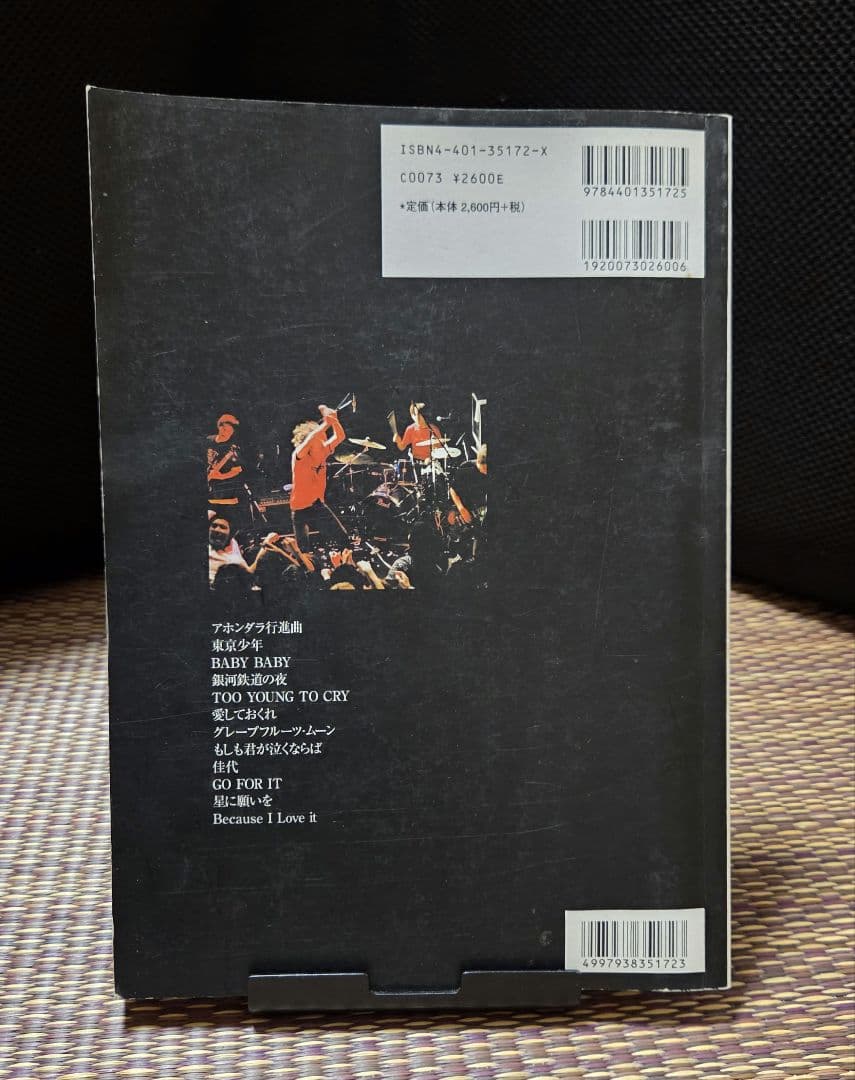 ISBN4-401-35172-X
C0073 ¥2600E
*定価(本体 2,600円+税)
9784401351725
1920073026006
アホンダラ行進曲
東京少年
BABY BABY
銀河鉄道の夜
TOO YOUNG TO CRY
愛しておくれ
グレープフルーツ・ムーン
もしも君が泣くならば
佳代
GO FOR IT
星に願いを
Because I Love it
4997938351723